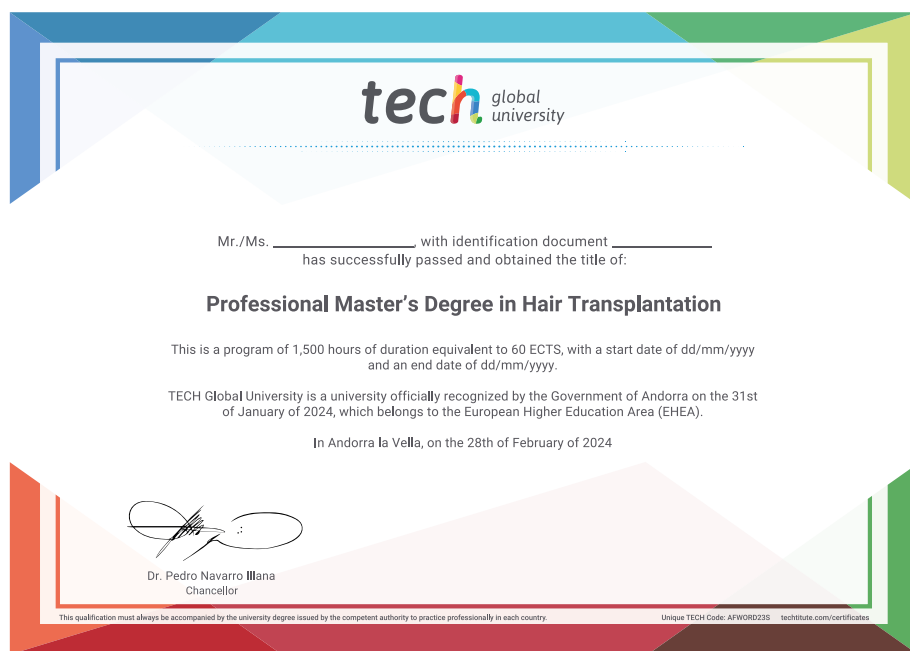 tech global university
Mr./Ms. ____________________, with identification document ______________
has successfully passed and obtained the title of:
Professional Master's Degree in Hair Transplantation
This is a program of 1,500 hours of duration equivalent to 60 ECTS, with a start date of dd/mm/yyyy
and an end date of dd/mm/yyyy.
TECH Global University is a university officially recognized by the Government of Andorra on the 31st
of January of 2024, which belongs to the European Higher Education Area (EHEA).
In Andorra la Vella, on the 28th of February of 2024
Dr. Pedro Navarro Illana
Chancellor
This qualification must always be accompanied by the university degree issued by the competent authority to practice professionally in each country.
Unique TECH Code: AFWORD23S techtitute.com/certificates